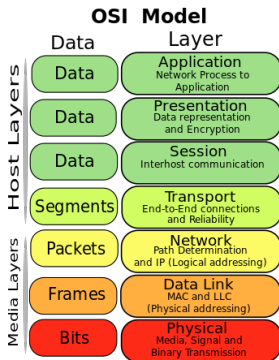 OSI Model
Data
Layer
Host Layers
Media Layers
Data
Application
Network Process to
Application
Data
Presentation
Data representation
and Encryption
Data
Session
Interhost communication
Segments
Transport
End-to-End connections
and Reliability
Packets
Network
Path Determination
and IP (Logical addressing)
Frames
Data Link
MAC and LLC
(Physical addressing)
Bits
Physical
Media, Signal and
Binary Transmission